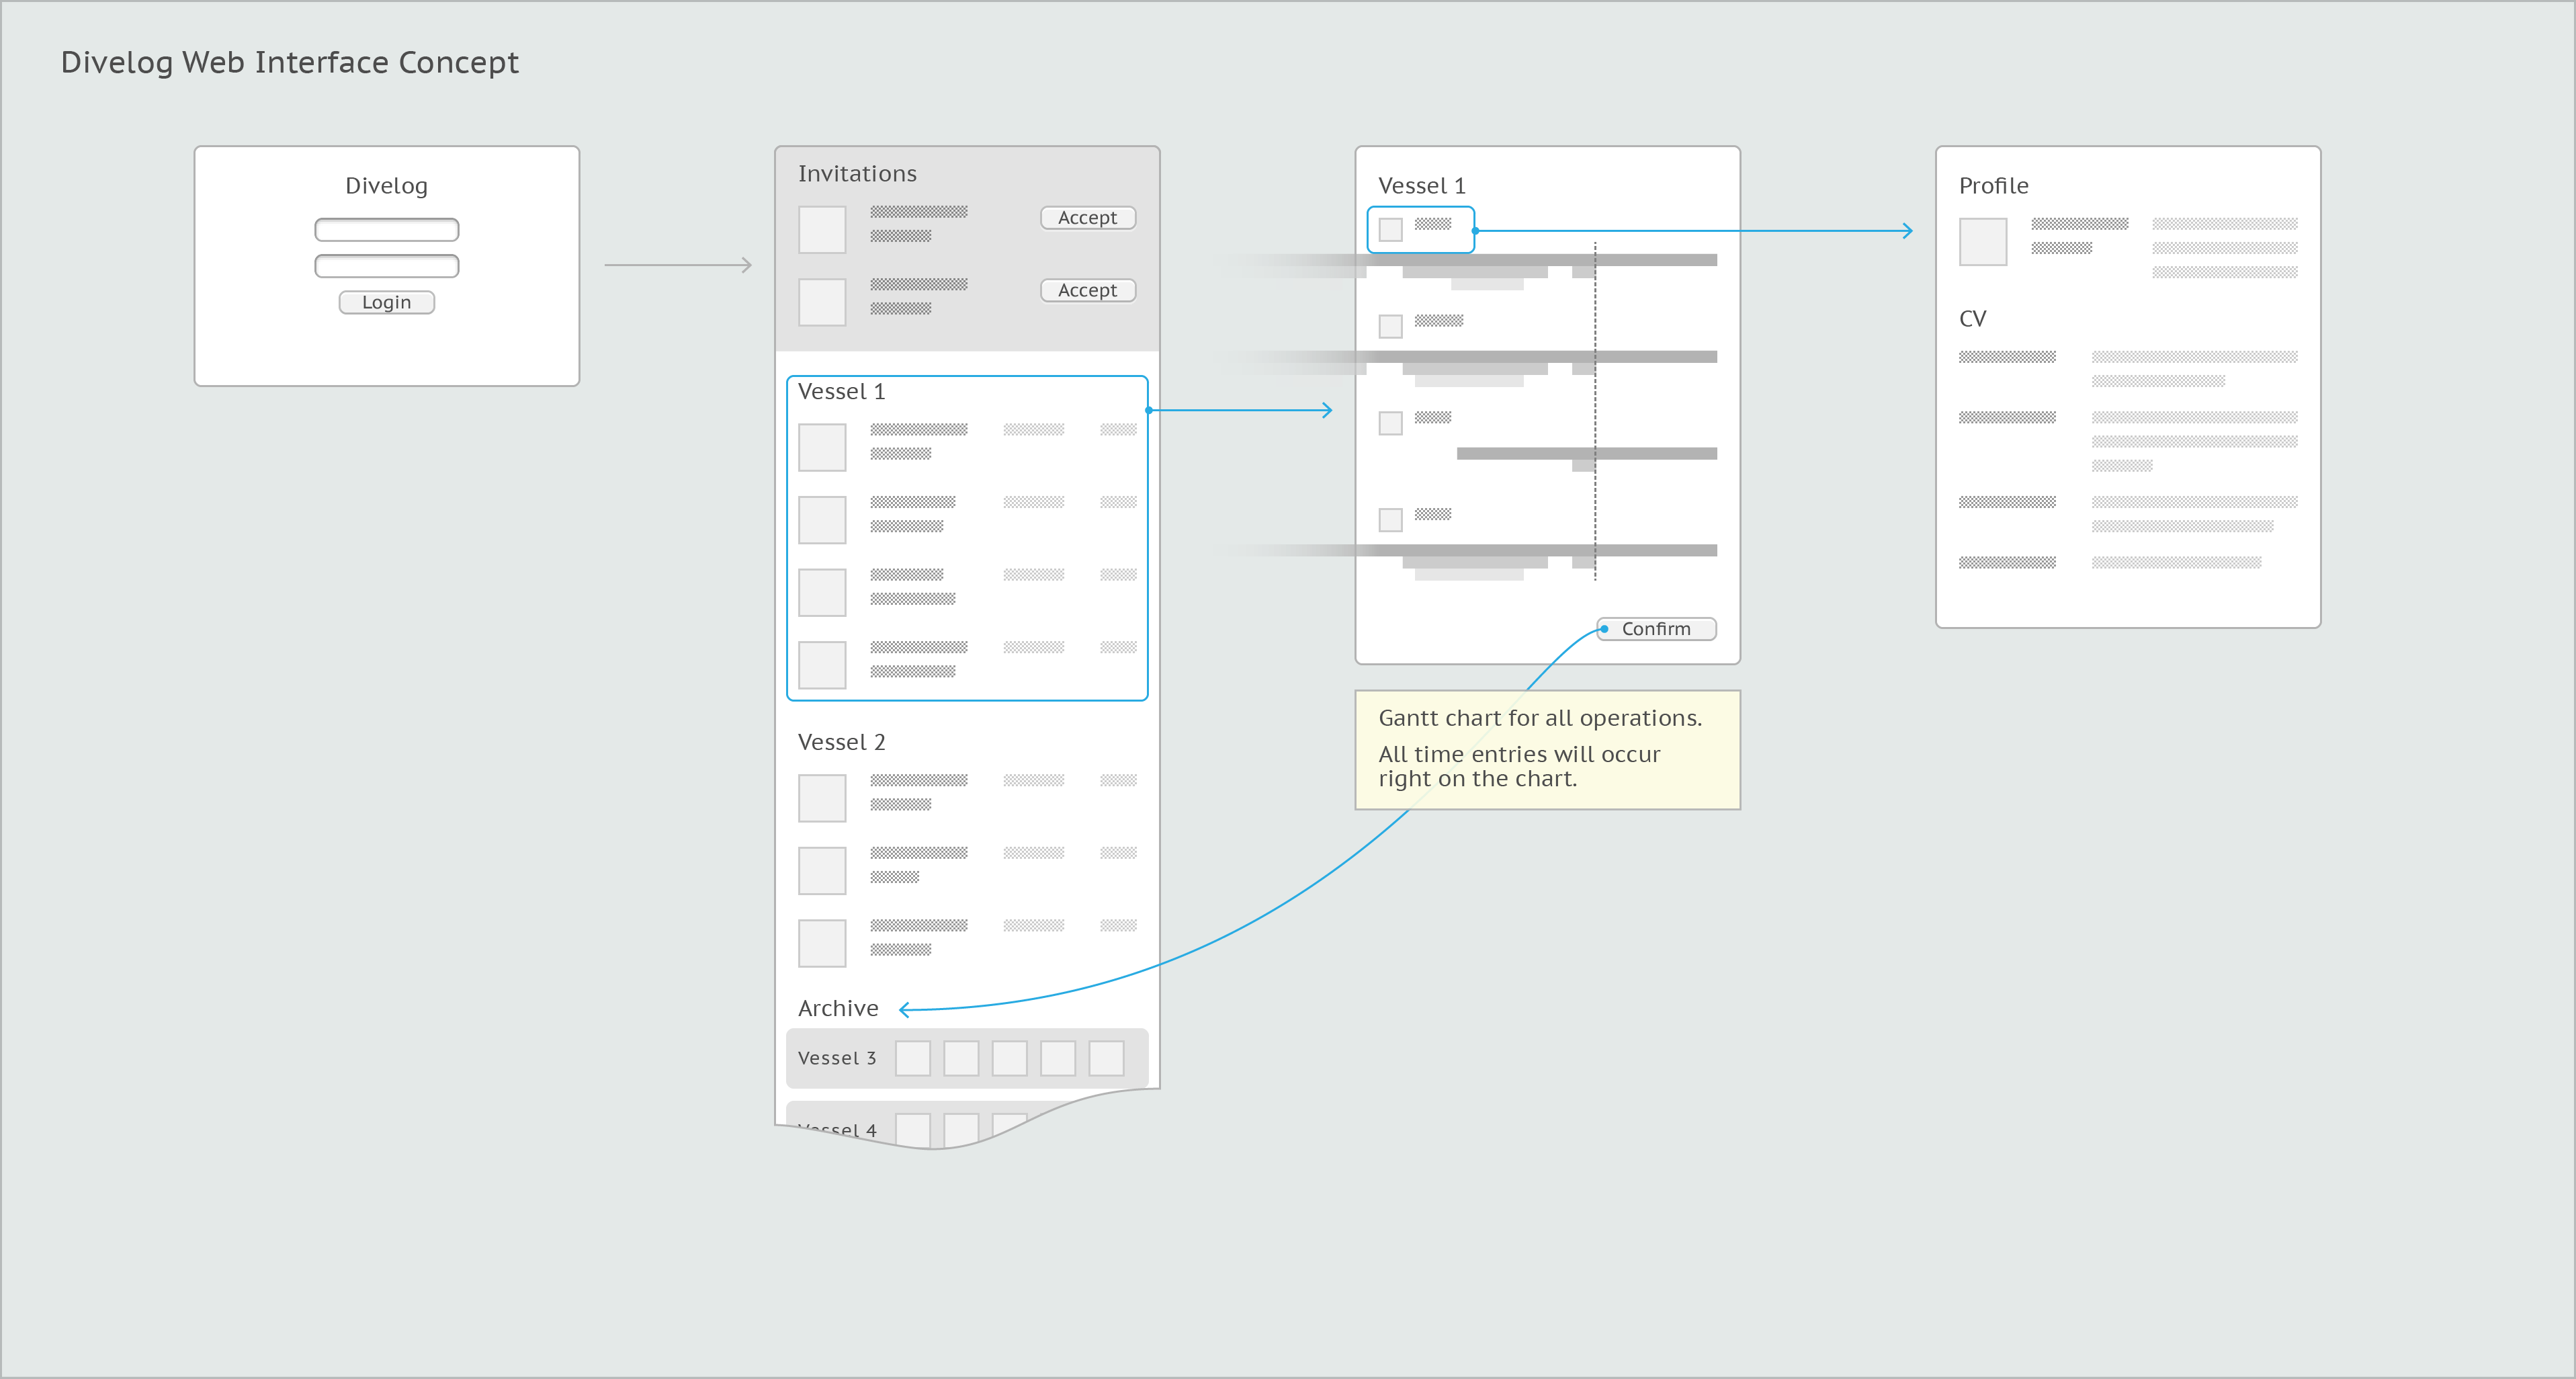 Divelog Web Interface Concept
Divelog
Login
Invitations
Accept
Accept
Vessel 1
Vessel 2
Archive
Vessel 3
Vessel 4
Vessel 1
Confirm
Gantt chart for all operations.
All time entries will occur
right on the chart.
Profile
CV